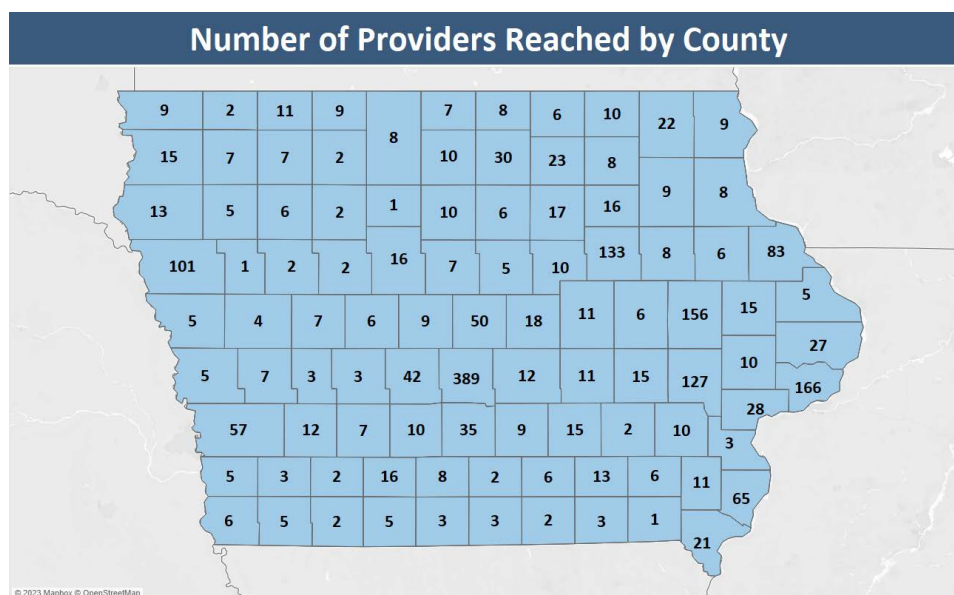 Number of Providers Reached by County
9 2 11 9 7 8 6 10 22 9
8
15 7 7 2 10 30 23 8
13 5 6 2 1 10 6 17 16 9 8
101 1 2 2 16 7 5 10 133 8 6 83
5 4 7 6 9 50 18 11 6 156 15 5
27
5 7 3 3 42 389 12 11 15 127 10 166
28
57 12 7 10 35 9 15 2 10 3
5 3 2 16 8 2 6 13 6 11 65
6 5 2 5 3 3 2 3 1 21
© 2023 Mapbox © OpenStreetMap